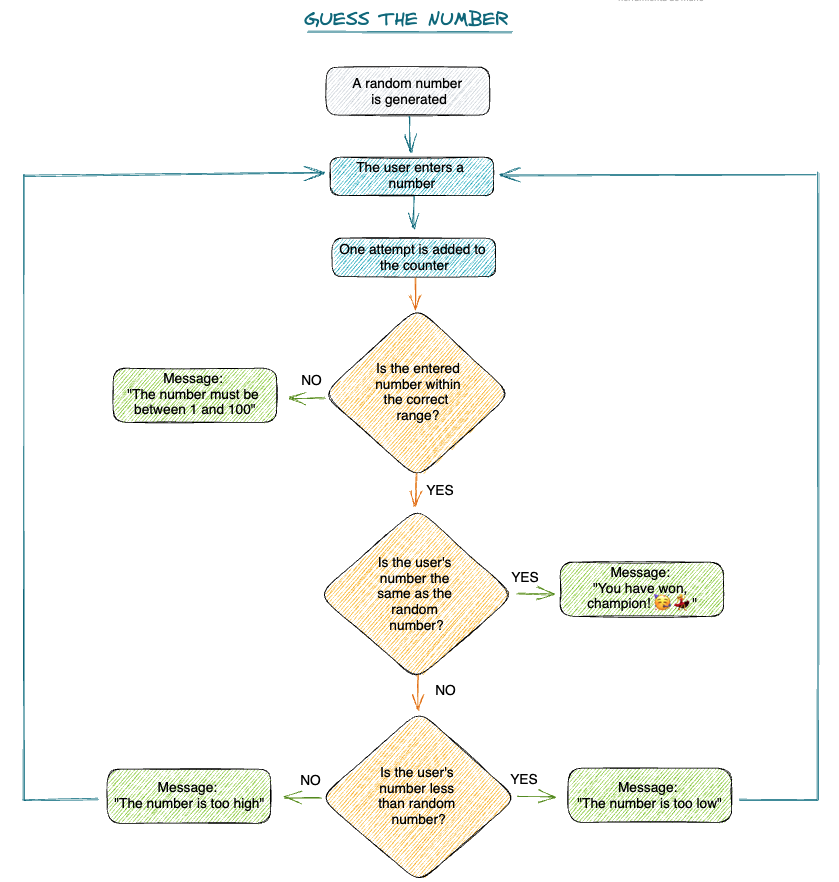 GUESS THE NUMBER
A random number
is generated
The user enters a
number
One attempt is added to
the counter
Is the entered
number within
the correct
range?
NO
Message:
"The number must be
between 1 and 100"
YES
Is the user's
number the
same as the
random
number?
YES
Message:
"You have won,
champion! 🥳💃"
NO
Is the user's
number less
than random
number?
NO
Message:
"The number is too high"
YES
Message:
"The number is too low"